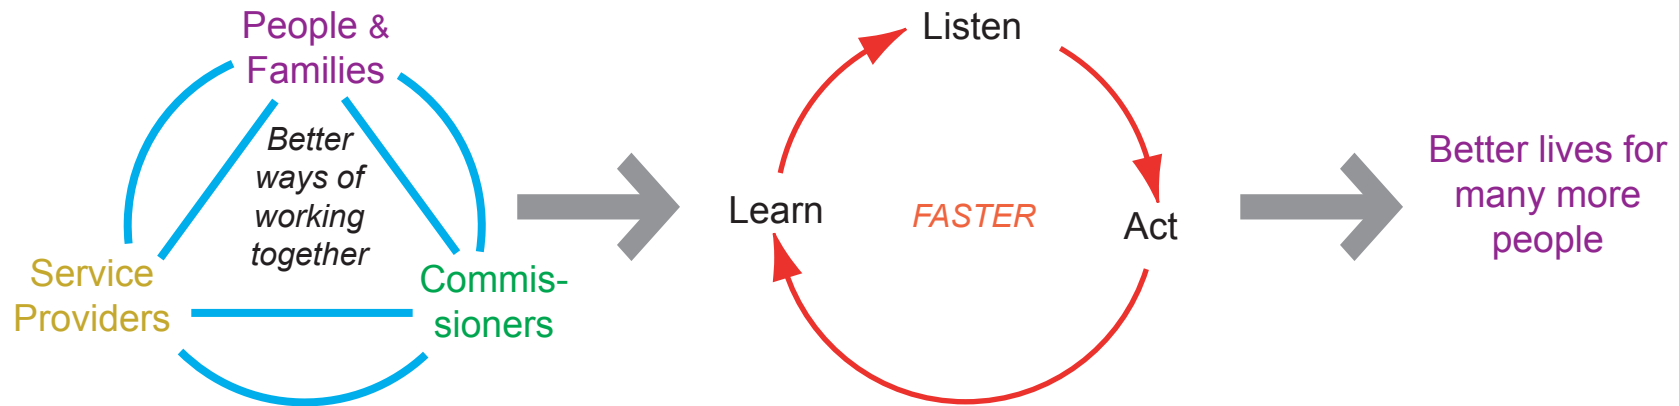 People &
Families
Better
ways of
working
together
Service
Providers
Commis-
sioners
Listen
Learn
FASTER
Act
Better lives for
many more
people